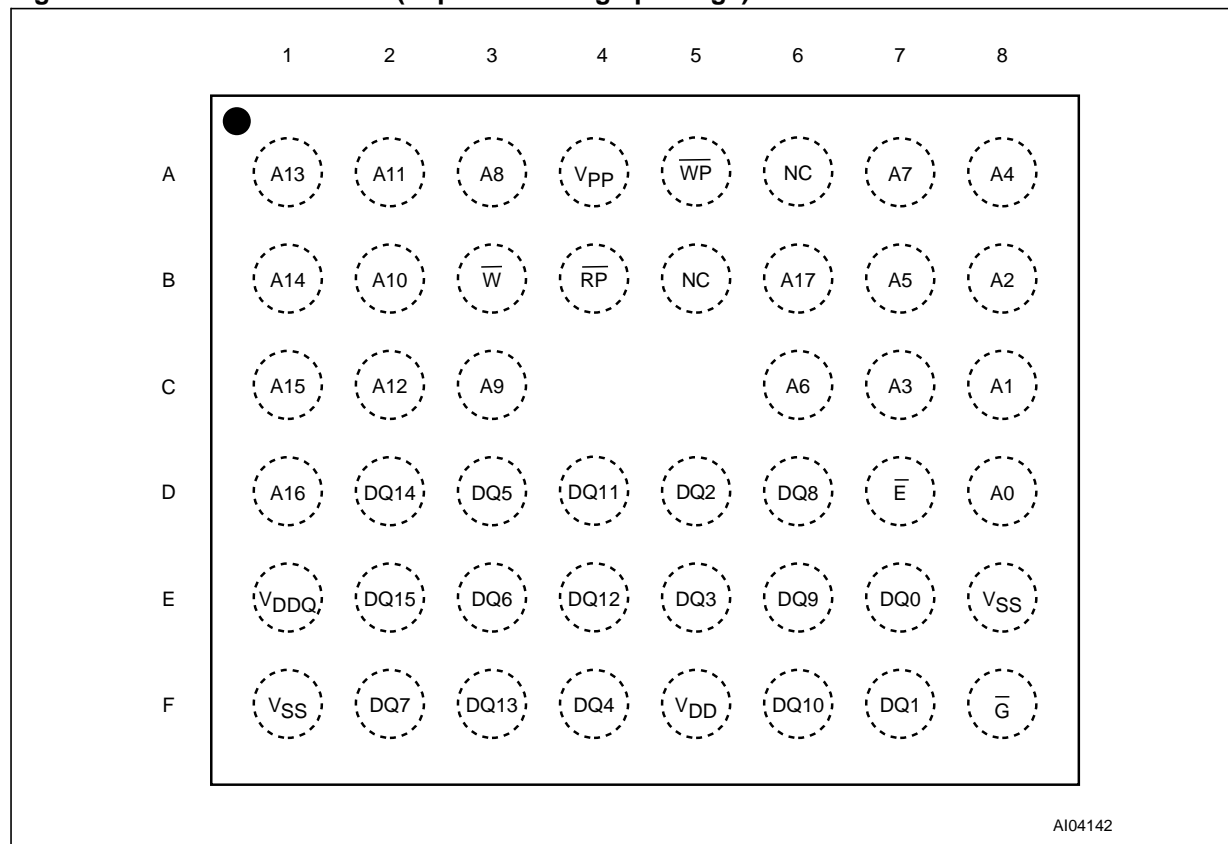 1 2 3 4 5 6 7 8
A A13 A11 A8 VPP W̅P̅ NC A7 A4
B A14 A10 W̅ R̅P̅ NC A17 A5 A2
C A15 A12 A9 A6 A3 A1
D A16 DQ14 DQ5 DQ11 DQ2 DQ8 E̅ A0
E VDDQ DQ15 DQ6 DQ12 DQ3 DQ9 DQ0 VSS
F VSS DQ7 DQ13 DQ4 VDD DQ10 DQ1 G̅
AI04142